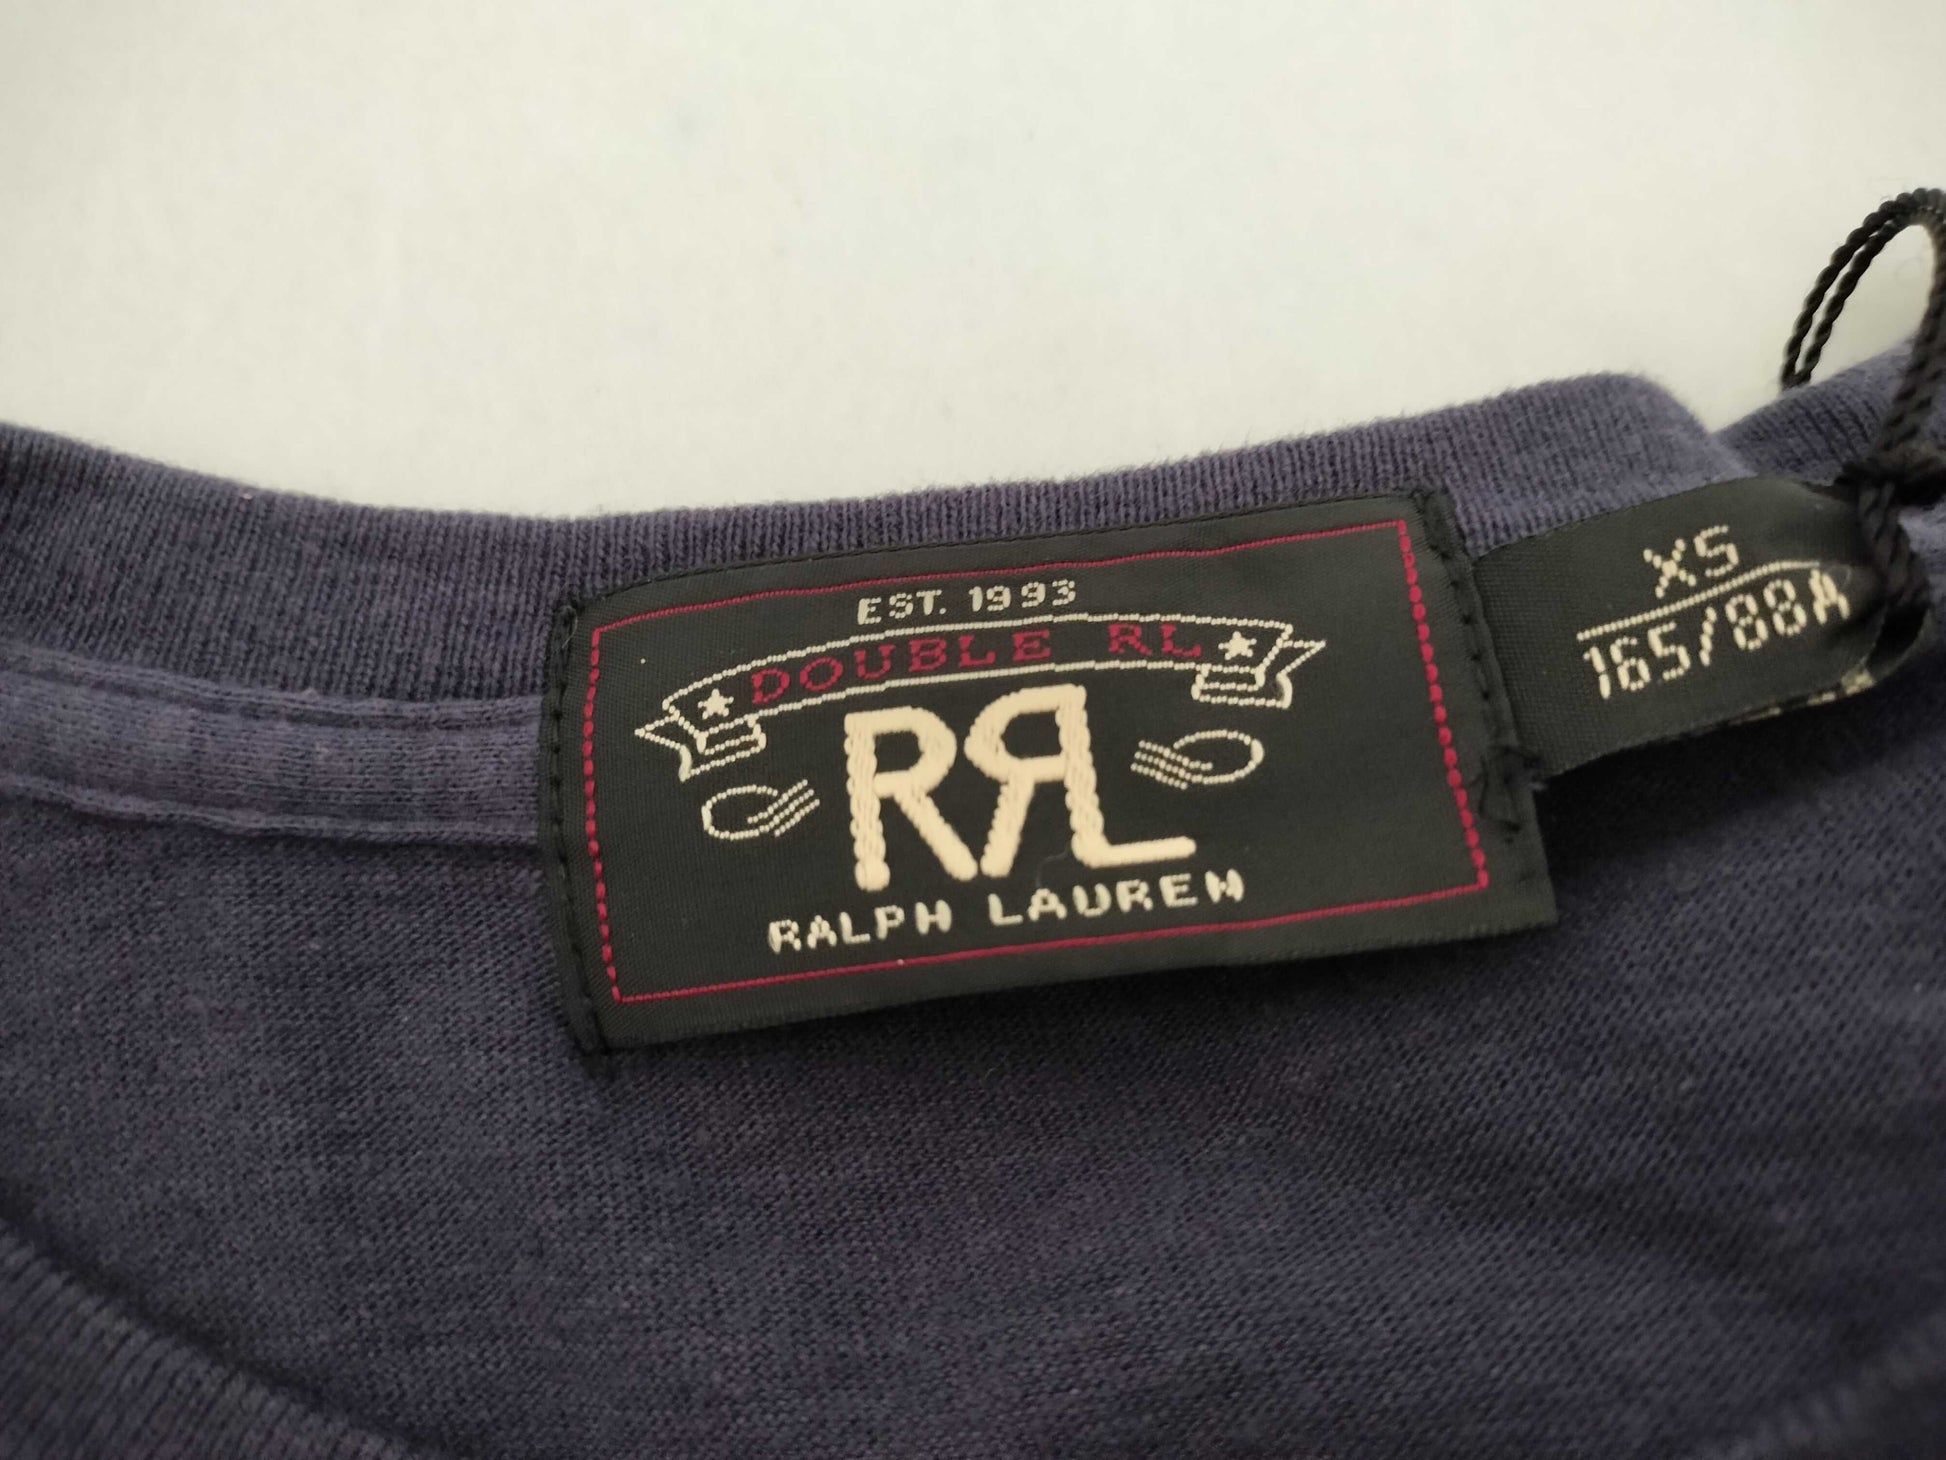 EST. 1993
DOUBLE RL
RRL
RALPH LAUREN
XS
165/88A